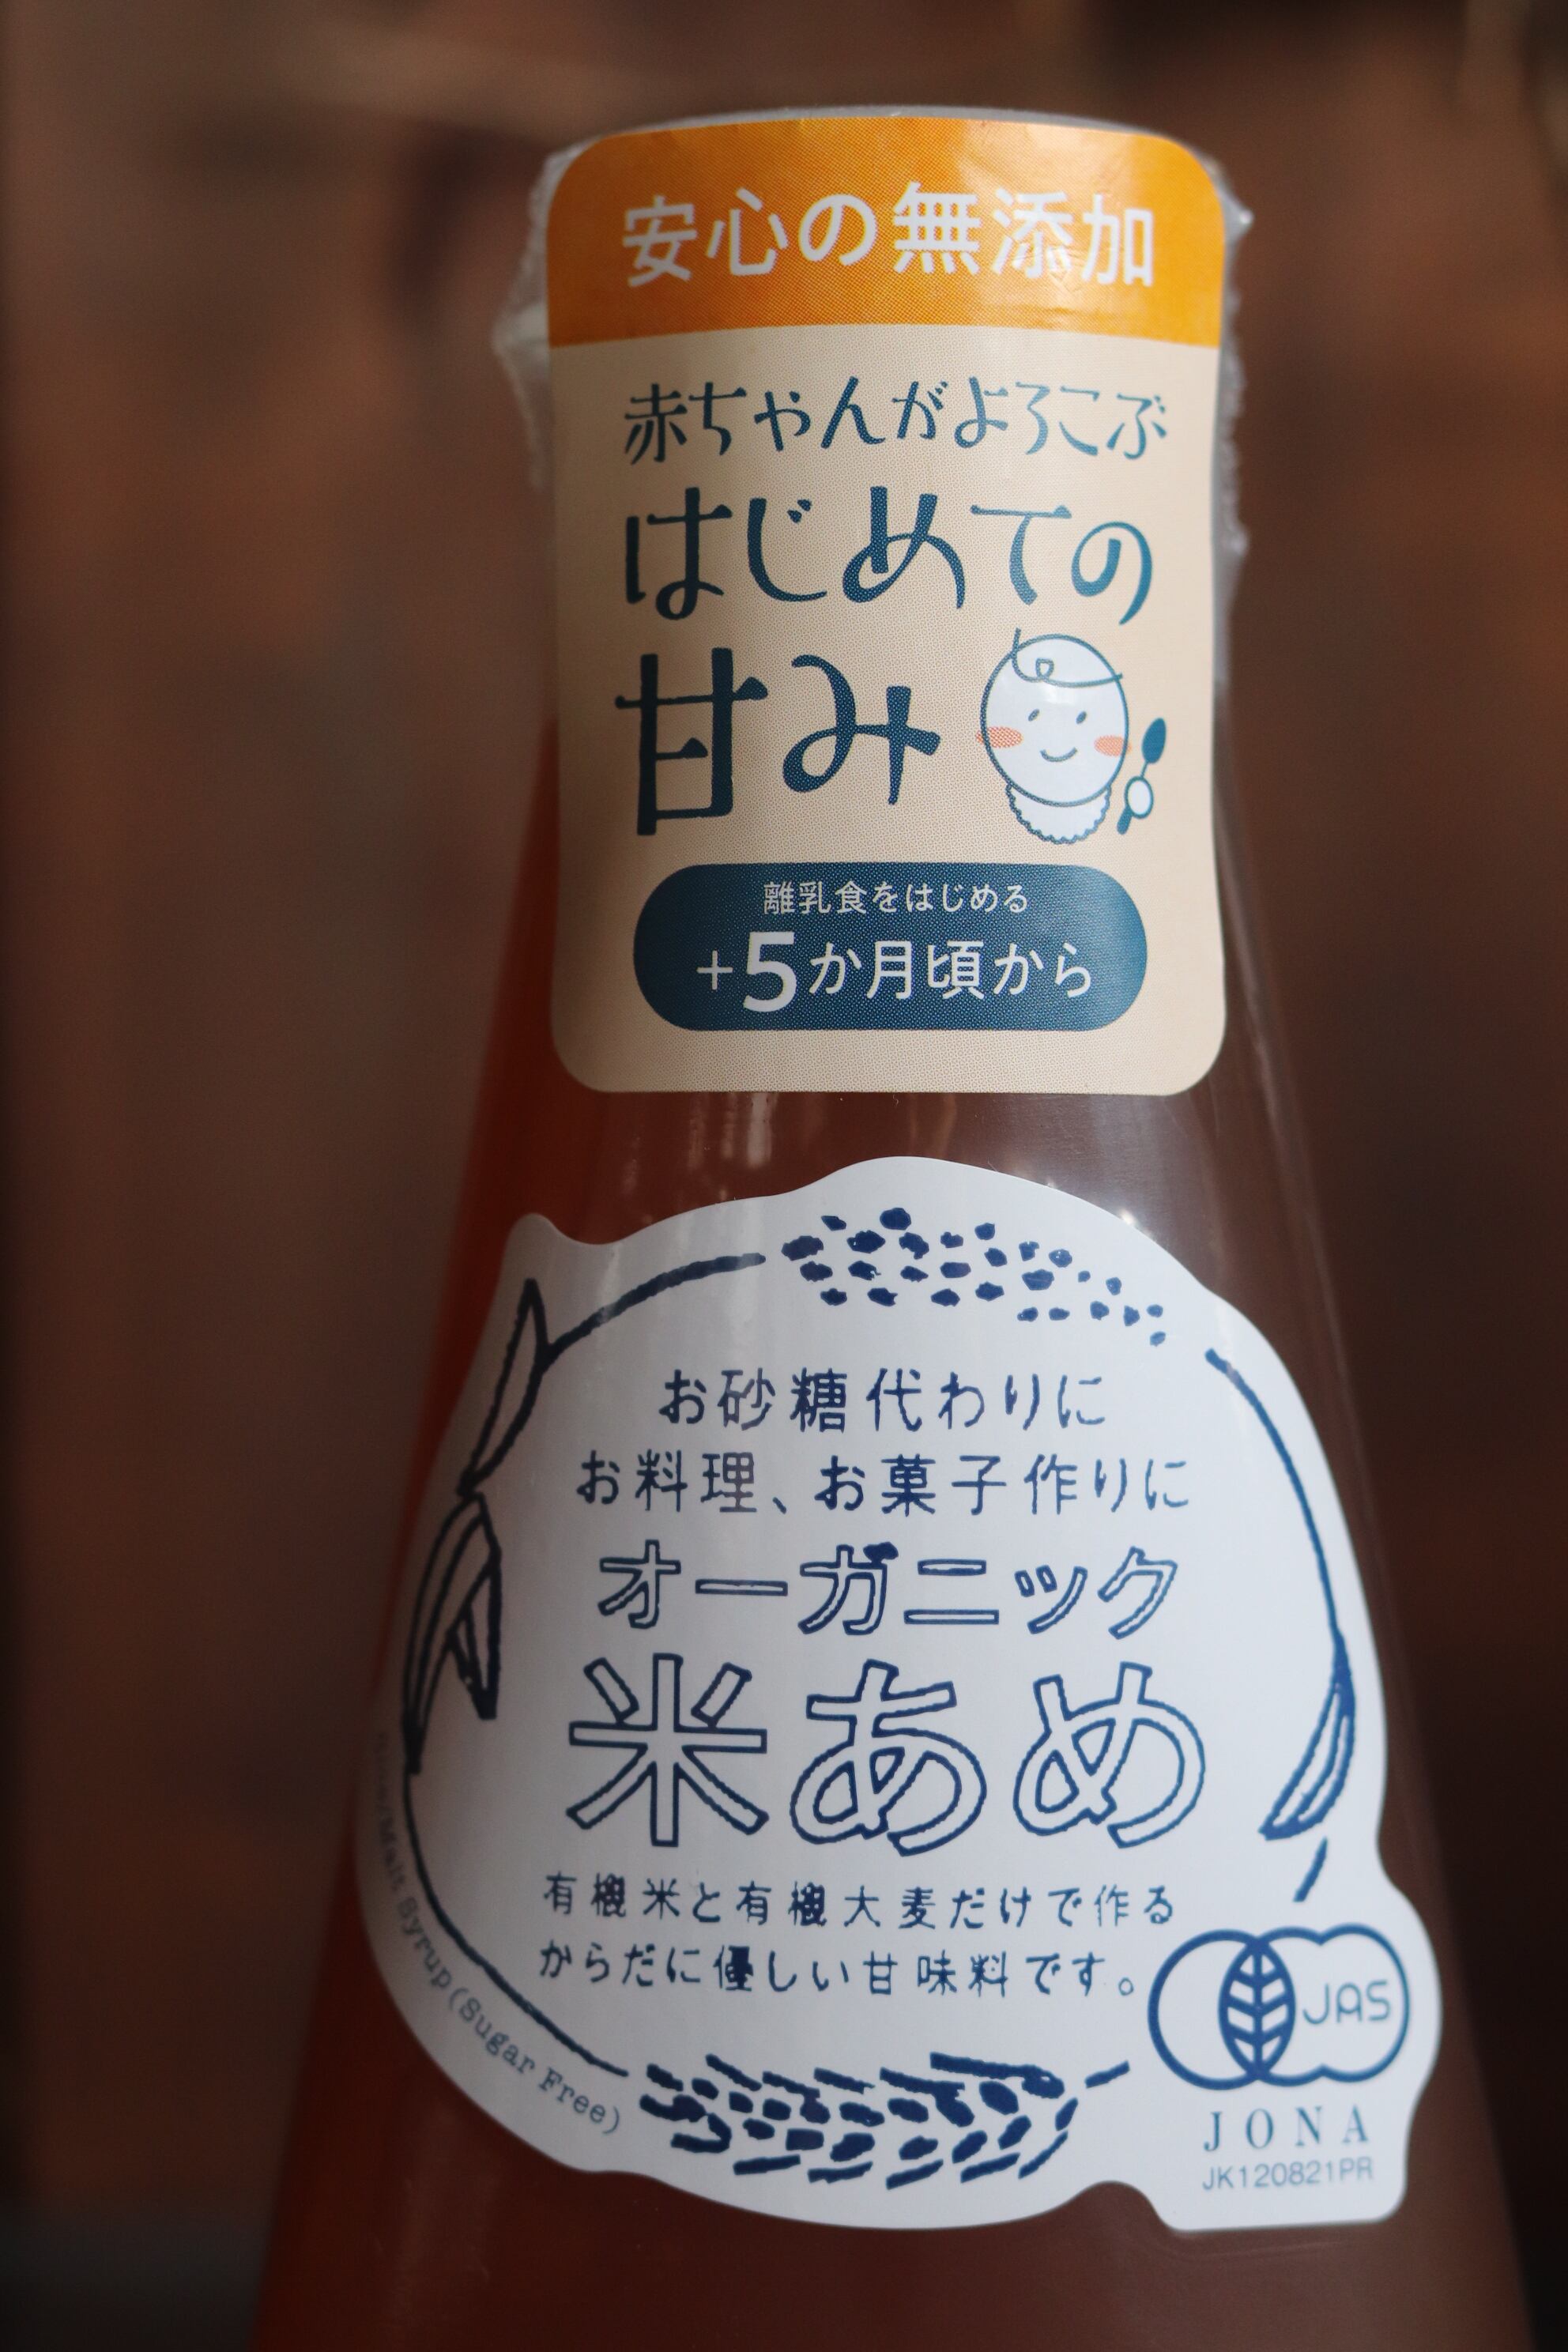 安心の無添加
赤ちゃんがよろこぶ
はじめての
甘み
離乳食をはじめる
+5か月頃から
お砂糖代わりに
お料理、お菓子作りに
オーガニック
米あめ
有機米と有機大麦だけで作る
からだに優しい甘味料です。
Malt Syrup(Sugar Free)
JAS
JONA
JK120821PR